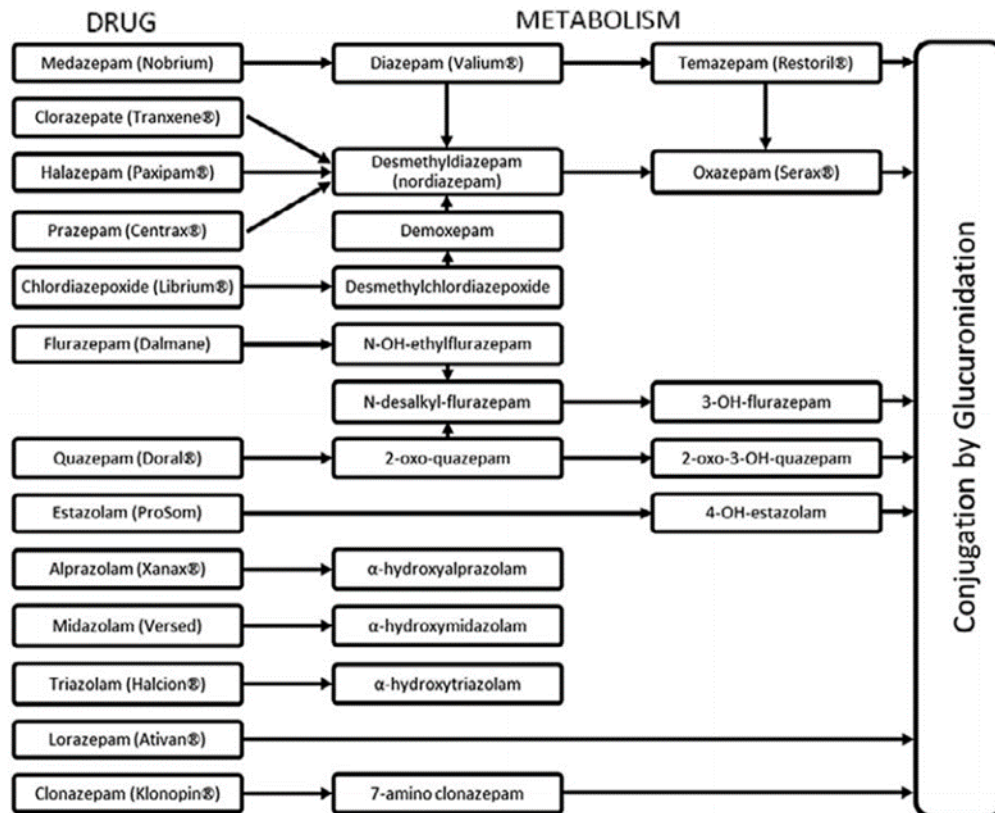 DRUG METABOLISM
Medazepam (Nobrium) Diazepam (Valium®) Temazepam (Restoril®)
Clorazepate (Tranxene®)
Halazepam (Paxipam®) Desmethyldiazepam
(nordiazepam) Oxazepam (Serax®)
Prazepam (Centrax®) Demoxepam
Chlordiazepoxide (Librium®) Desmethylchlordiazepoxide
Flurazepam (Dalmane) N-OH-ethylflurazepam
N-desalkyl-flurazepam 3-OH-flurazepam
Quazepam (Doral®) 2-oxo-quazepam 2-oxo-3-OH-quazepam
Estazolam (ProSom) 4-OH-estazolam
Alprazolam (Xanax®) α-hydroxyalprazolam
Midazolam (Versed) α-hydroxymidazolam
Triazolam (Halcion®) α-hydroxytriazolam
Lorazepam (Ativan®)
Clonazepam (Klonopin®) 7-amino clonazepam
Conjugation by Glucuronidation